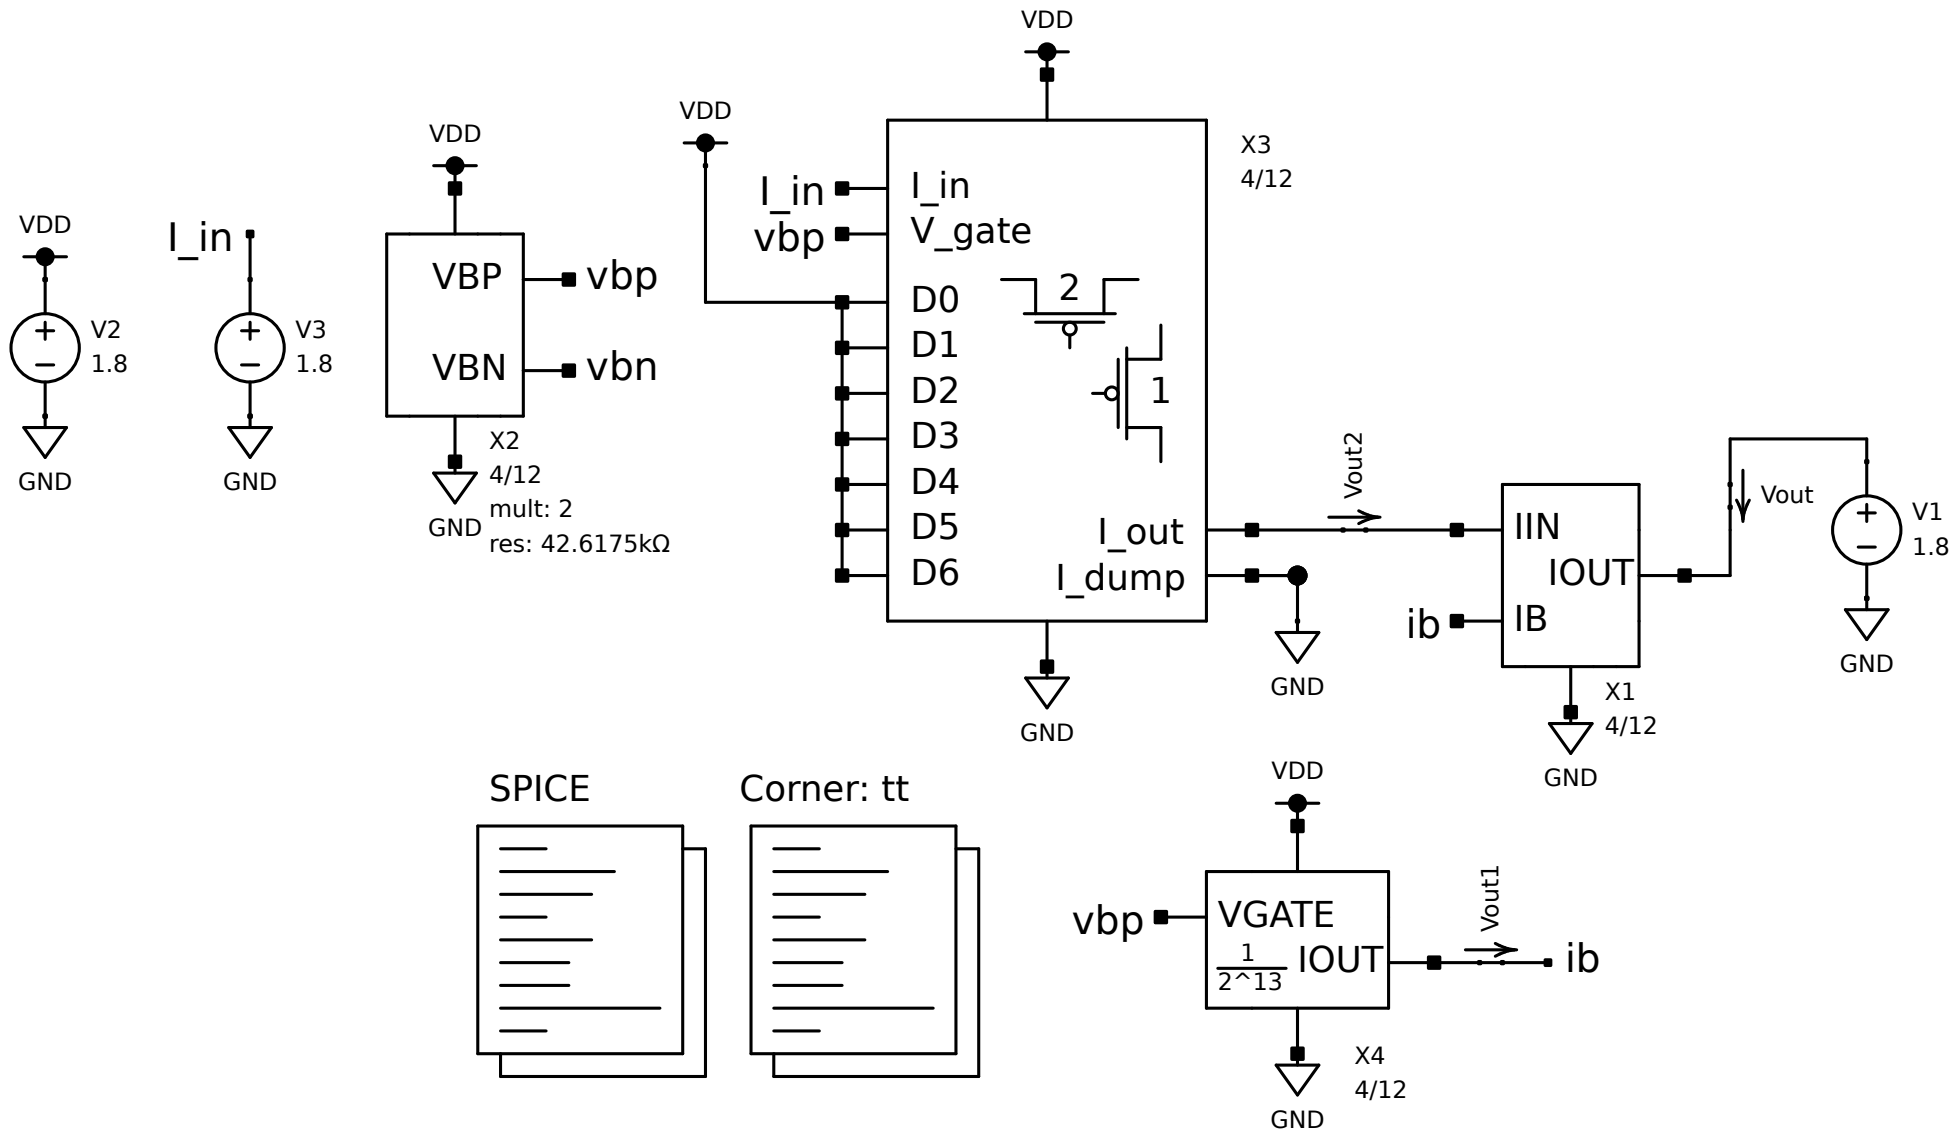 VDD
VDD
VDD
VDD
X3
4/12
I_in
I_in
vbp
V_gate
I_in
VBP
vbp
VBN
vbn
V2
1.8
V3
1.8
GND
GND
X2
4/12
mult: 2
res: 42.6175kΩ
GND
D0
D1
D2
D3
D4
D5
D6
2
1
I_out
I_dump
GND
GND
Vout2
IIN
IOUT
ib
IB
X1
4/12
GND
Vout
V1
1.8
GND
SPICE
Corner: tt
VDD
vbp
VGATE
1
2^13
IOUT
Vout1
ib
X4
4/12
GND